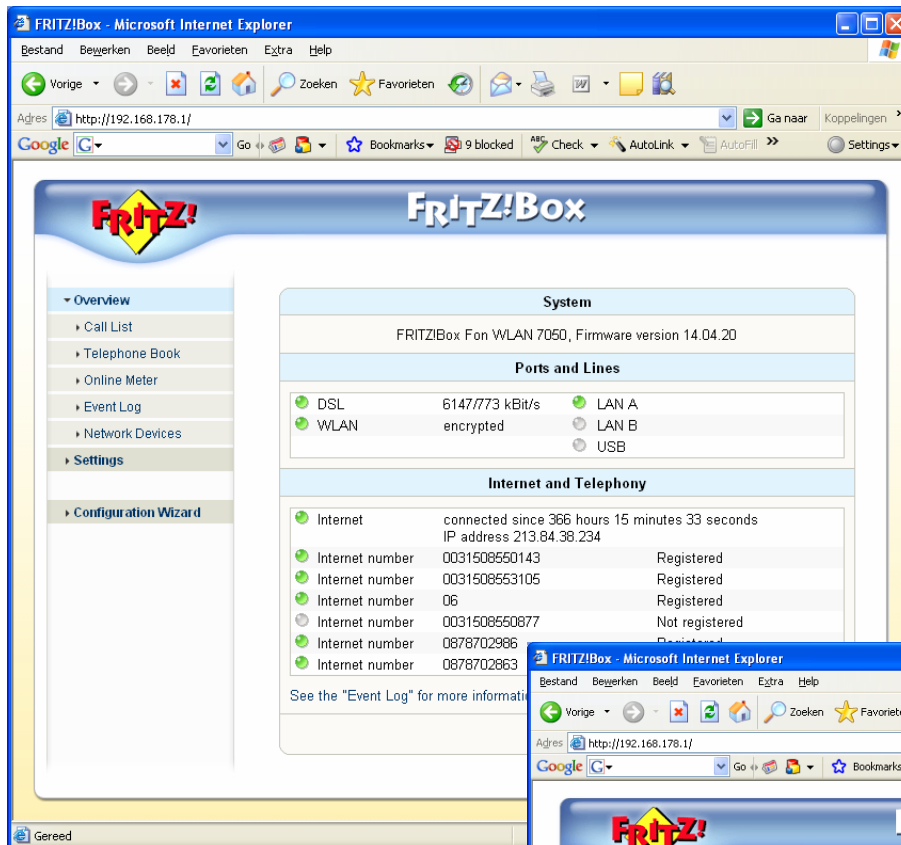 FRITZ!Box - Microsoft Internet Explorer
Bestand Bewerken Beeld Favorieten Extra Help
Vorige Zoeken Favorieten W
Adres http://192.168.178.1/ Ga naar Koppelingen »
Google G Go Bookmarks 9 blocked ABC Check AutoLink AutoFill » Settings
FRITZ! FRITZ!Box
Overview
Call List
Telephone Book
Online Meter
Event Log
Network Devices
Settings
Configuration Wizard
System
FRITZ!Box Fon WLAN 7050, Firmware version 14.04.20
Ports and Lines
DSL 6147/773 kBit/s LAN A
WLAN encrypted LAN B
USB
Internet and Telephony
Internet connected since 366 hours 15 minutes 33 seconds
IP address 213.84.38.234
Internet number 0031508550143 Registered
Internet number 0031508553105 Registered
Internet number 06 Registered
Internet number 0031508550877 Not registered
Internet number 0878702986 Registered
Internet number 0878702863
See the "Event Log" for more informati
Gereed
FRITZ!Box - Microsoft Internet Explorer
Bestand Bewerken Beeld Favorieten Extra Help
Vorige Zoeken Favoriet
Adres http://192.168.178.1/
Google G Go Bookmarks
FRITZ!